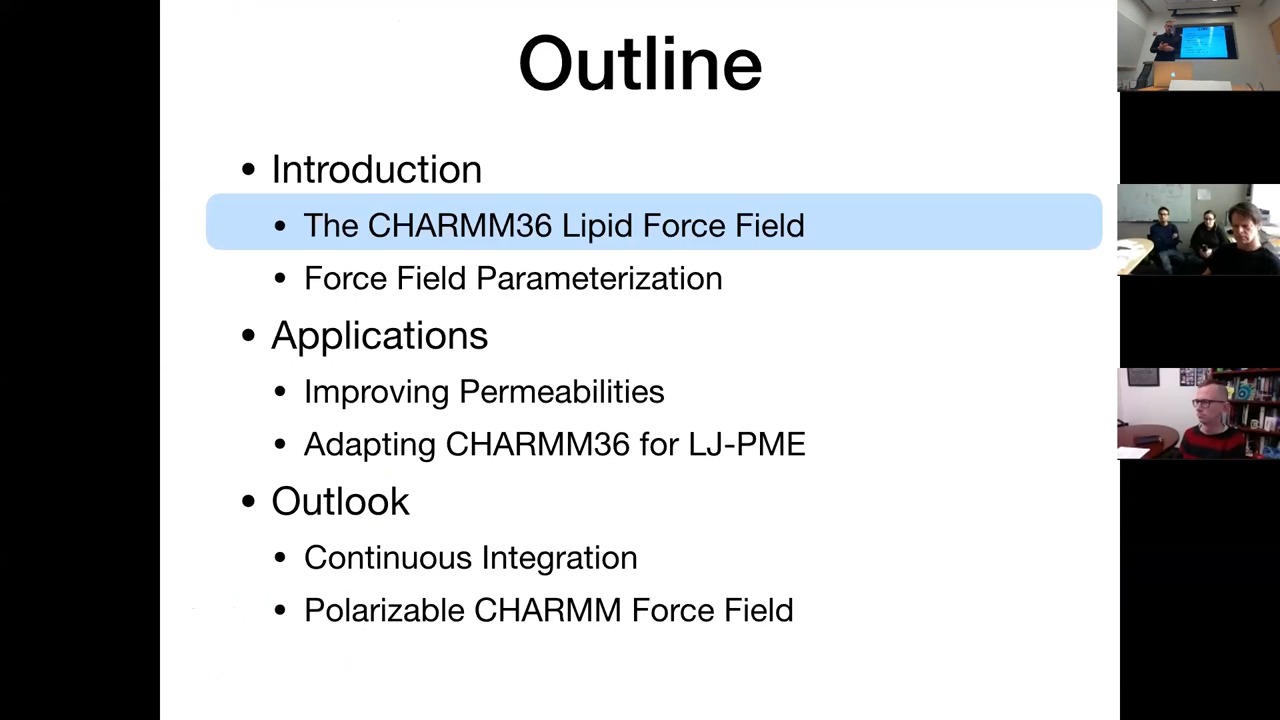 Outline
• Introduction
• The CHARMM36 Lipid Force Field
• Force Field Parameterization
• Applications
• Improving Permeabilities
• Adapting CHARMM36 for LJ-PME
• Outlook
• Continuous Integration
• Polarizable CHARMM Force Field